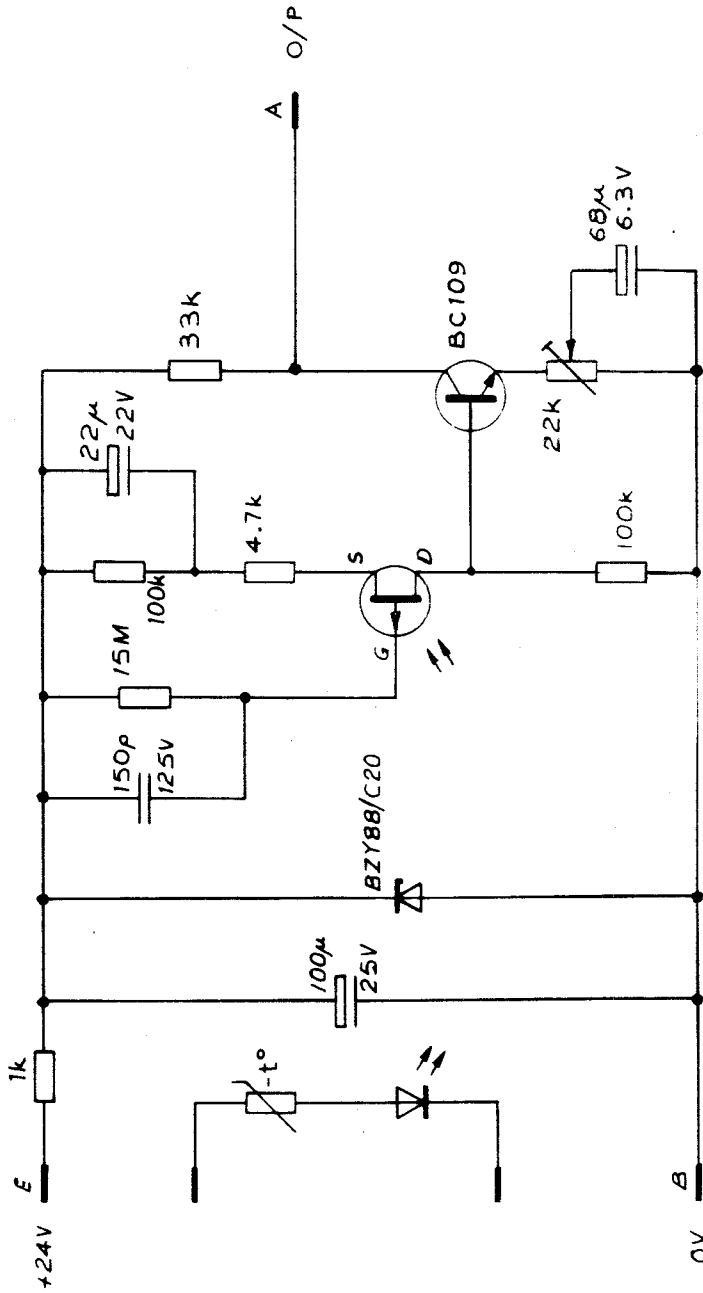 +24V
E
1k
100μ
25V
-t°
BZY88/C20
150p
125V
15M
100k
22μ
22V
4.7k
S
D
G
33k
A
O/P
BC109
22k
68μ
6.3V
100k
B
0V